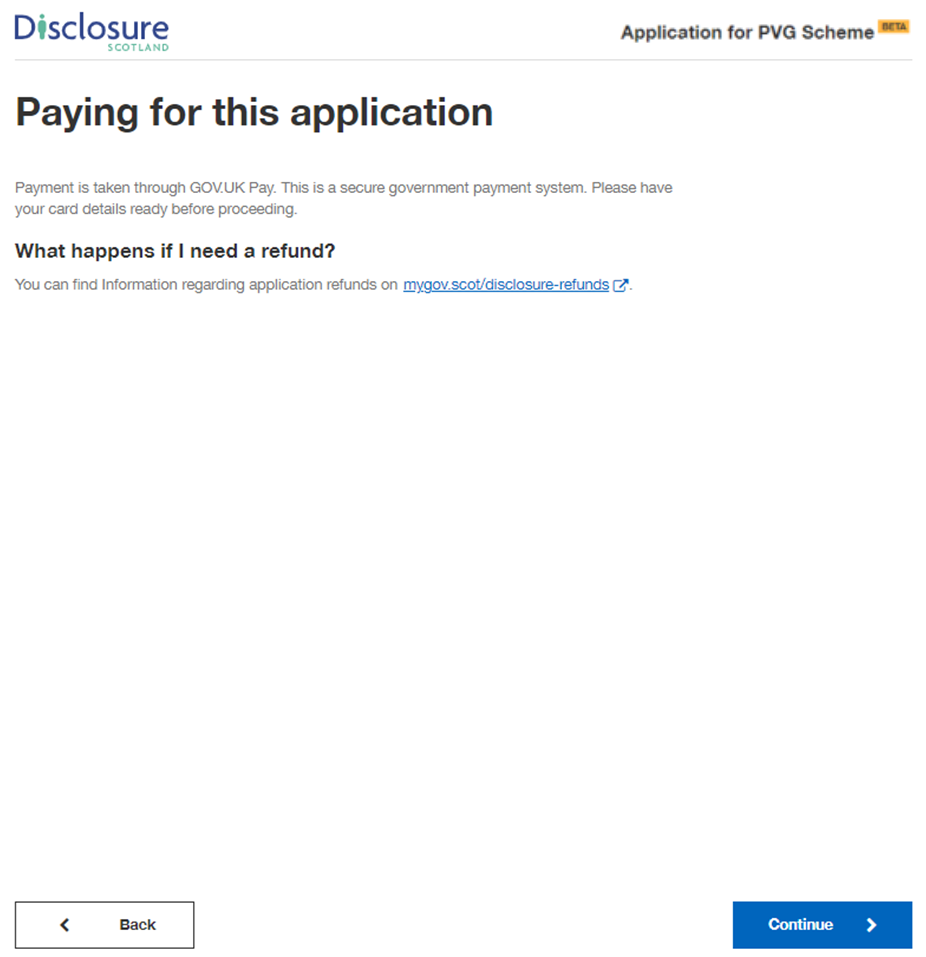 Disclosure
SCOTLAND
Application for PVG Scheme BETA
Paying for this application
Payment is taken through GOV.UK Pay. This is a secure government payment system. Please have
your card details ready before proceeding.
What happens if I need a refund?
You can find Information regarding application refunds on mygov.scot/disclosure-refunds.
Back
Continue